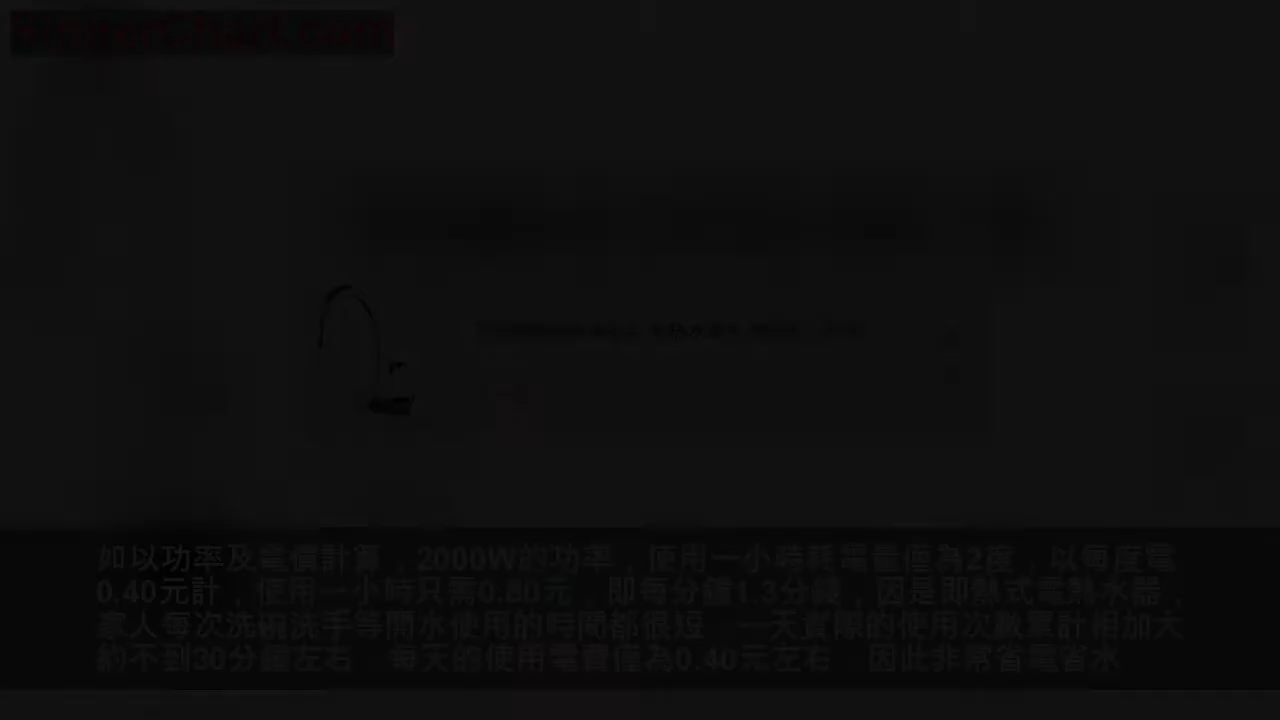 如以功率及電價計算，2000W的功率，使用一小時耗電量僅為2度，以每度電
0.40元計，使用一小時只需0.80元，即每分鐘1.3分錢，因是即熱式電熱水器，
家人每次洗碗洗手等開水使用的時間都很短，一天實際的使用次數累計相加大
約不到30分鐘左右，每天的使用電費僅為0.40元左右，因此非常省電省水